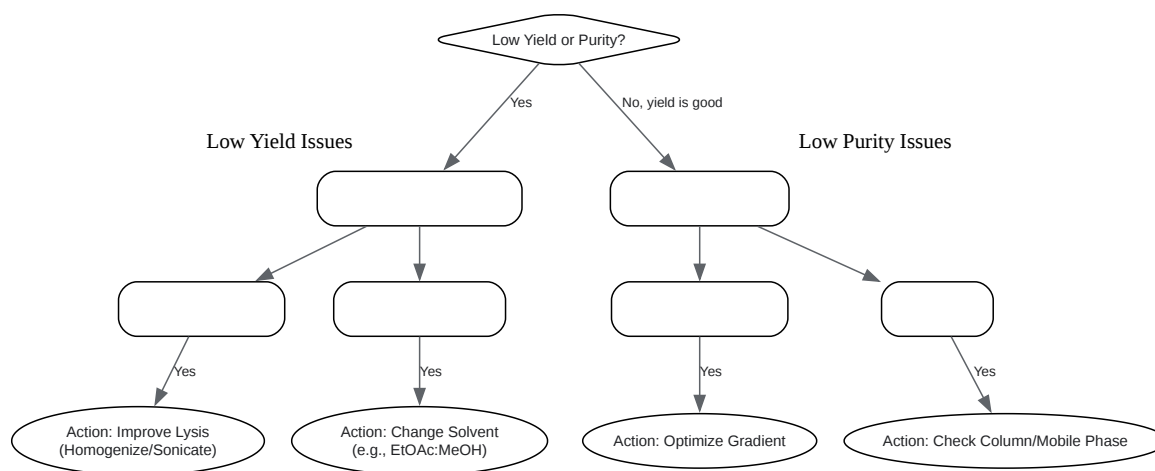 Low Yield or Purity?
Yes
No, yield is good
Low Yield Issues
Low Purity Issues
Yes
Yes
Yes
Yes
Action: Improve Lysis
(Homogenize/Sonicate)
Action: Change Solvent
(e.g., EtOAc:MeOH)
Action: Optimize Gradient
Action: Check Column/Mobile Phase